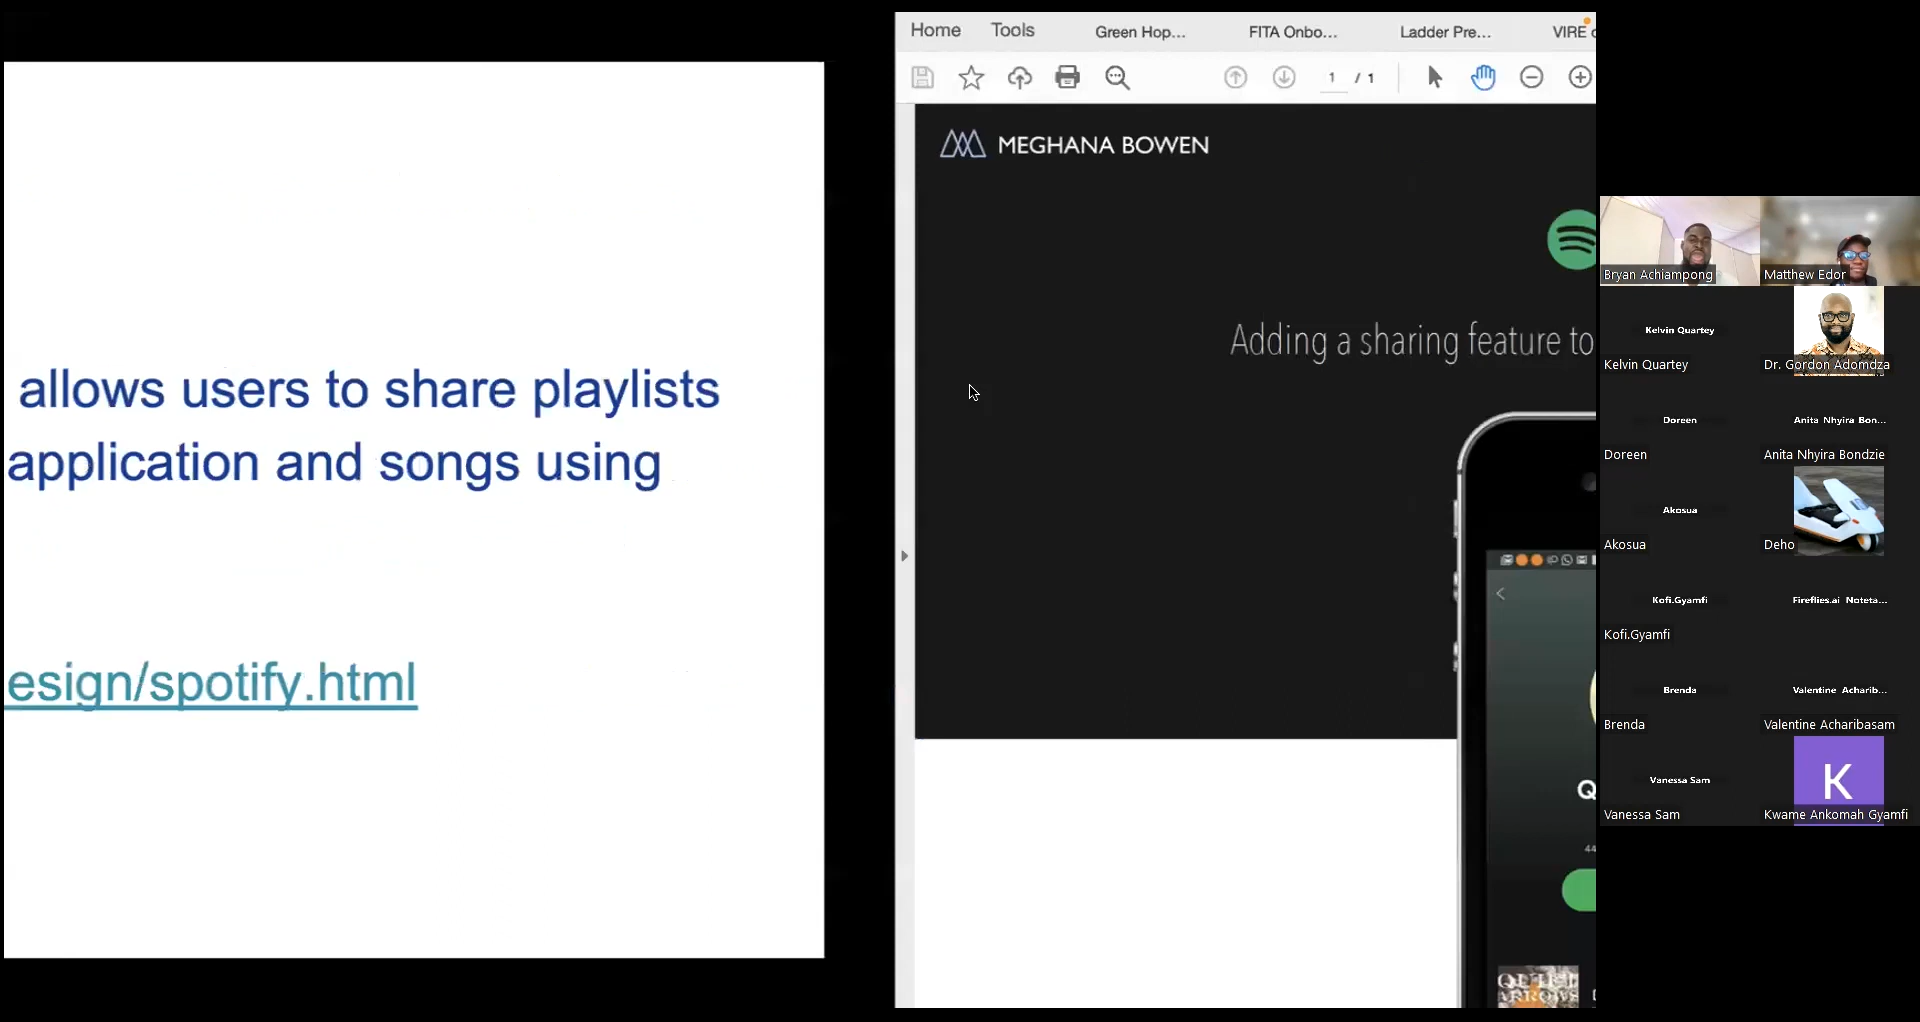 allows users to share playlists
application and songs using
esign/spotify.html
Home Tools Green Hop... FITA Onbo... Ladder Pre... VIRE
1 / 1
MEGHANA BOWEN
Adding a sharing feature to
Q
44
QUIET
ARROWS
Bryan Achiampong
Matthew Edor
Kelvin Quartey
Kelvin Quartey
Dr. Gordon Adomdza
Doreen
Doreen
Anita Nhyira Bon...
Anita Nhyira Bondzie
Akosua
Akosua
Deho
Kofi.Gyamfi
Kofi.Gyamfi
Fireflies.ai Noteta...
Brenda
Brenda
Valentine Acharib...
Valentine Acharibasam
Vanessa Sam
Vanessa Sam
K
Kwame Ankomah Gyamfi